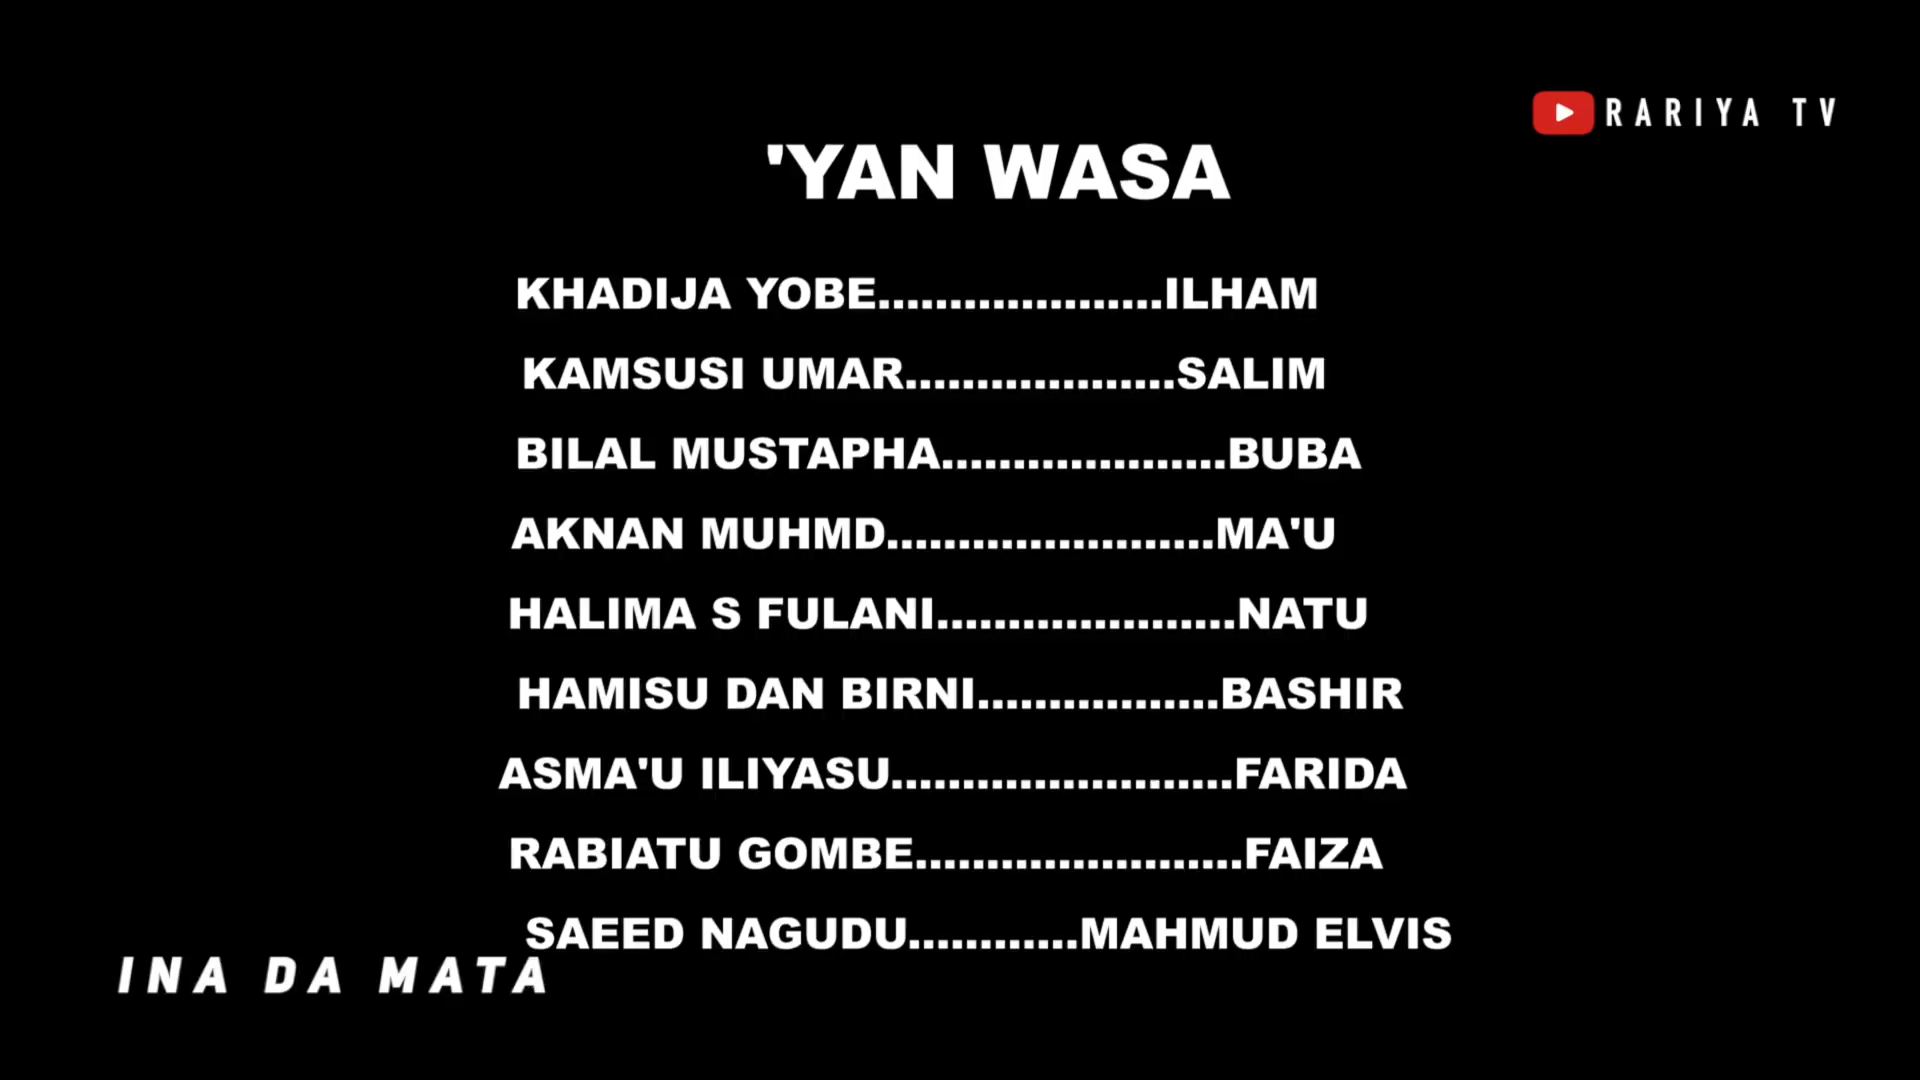 RARIYA TV
'YAN WASA
KHADIJA YOBE....................ILHAM
KAMSUSI UMAR...................SALIM
BILAL MUSTAPHA....................BUBA
AKNAN MUHMD.......................MA'U
HALIMA S FULANI.....................NATU
HAMISU DAN BIRNI.................BASHIR
ASMA'U ILIYASU........................FARIDA
RABIATU GOMBE.......................FAIZA
SAEED NAGUDU............MAHMUD ELVIS
INA DA MATA